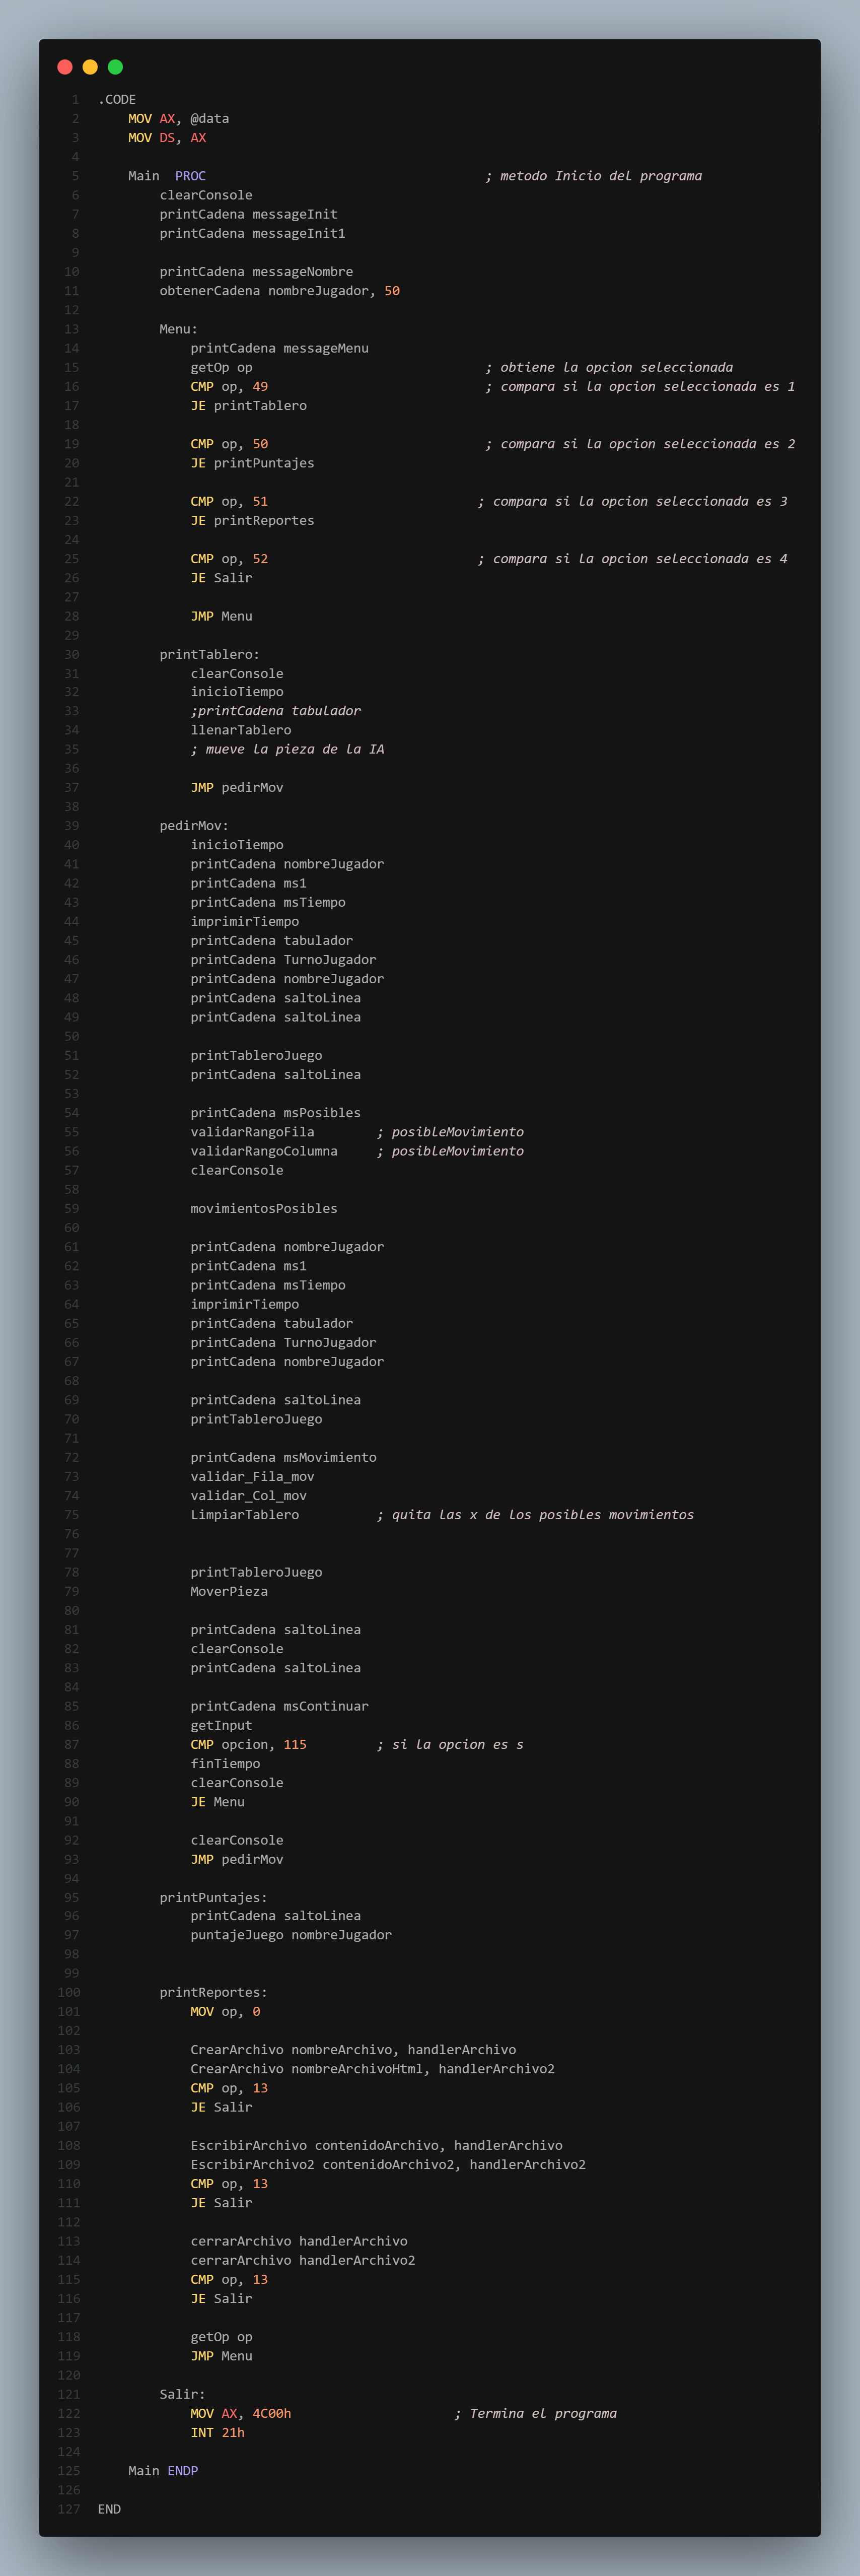 1 .CODE
2 MOV AX, @data
3 MOV DS, AX
4
5 Main  PROC ; metodo Inicio del programa
6 clearConsole
7 printCadena messageInit
8 printCadena messageInit1
9
10 printCadena messageNombre
11 obtenerCadena nombreJugador, 50
12
13 Menu:
14 printCadena messageMenu
15 getOp op ; obtiene la opcion seleccionada
16 CMP op, 49 ; compara si la opcion seleccionada es 1
17 JE printTablero
18
19 CMP op, 50 ; compara si la opcion seleccionada es 2
20 JE printPuntajes
21
22 CMP op, 51 ; compara si la opcion seleccionada es 3
23 JE printReportes
24
25 CMP op, 52 ; compara si la opcion seleccionada es 4
26 JE Salir
27
28 JMP Menu
29
30 printTablero:
31 clearConsole
32 inicioTiempo
33 ;printCadena tabulador
34 llenarTablero
35 ; mueve la pieza de la IA
36
37 JMP pedirMov
38
39 pedirMov:
40 inicioTiempo
41 printCadena nombreJugador
42 printCadena ms1
43 printCadena msTiempo
44 imprimirTiempo
45 printCadena tabulador
46 printCadena TurnoJugador
47 printCadena nombreJugador
48 printCadena saltoLinea
49 printCadena saltoLinea
50
51 printTableroJuego
52 printCadena saltoLinea
53
54 printCadena msPosibles
55 validarRangoFila ; posibleMovimiento
56 validarRangoColumna ; posibleMovimiento
57 clearConsole
58
59 movimientosPosibles
60
61 printCadena nombreJugador
62 printCadena ms1
63 printCadena msTiempo
64 imprimirTiempo
65 printCadena tabulador
66 printCadena TurnoJugador
67 printCadena nombreJugador
68
69 printCadena saltoLinea
70 printTableroJuego
71
72 printCadena msMovimiento
73 validar_Fila_mov
74 validar_Col_mov
75 LimpiarTablero ; quita las x de los posibles movimientos
76
77
78 printTableroJuego
79 MoverPieza
80
81 printCadena saltoLinea
82 clearConsole
83 printCadena saltoLinea
84
85 printCadena msContinuar
86 getInput
87 CMP opcion, 115 ; si la opcion es s
88 finTiempo
89 clearConsole
90 JE Menu
91
92 clearConsole
93 JMP pedirMov
94
95 printPuntajes:
96 printCadena saltoLinea
97 puntajeJuego nombreJugador
98
99
100 printReportes:
101 MOV op, 0
102
103 CrearArchivo nombreArchivo, handlerArchivo
104 CrearArchivo nombreArchivoHtml, handlerArchivo2
105 CMP op, 13
106 JE Salir
107
108 EscribirArchivo contenidoArchivo, handlerArchivo
109 EscribirArchivo2 contenidoArchivo2, handlerArchivo2
110 CMP op, 13
111 JE Salir
112
113 cerrarArchivo handlerArchivo
114 cerrarArchivo handlerArchivo2
115 CMP op, 13
116 JE Salir
117
118 getOp op
119 JMP Menu
120
121 Salir:
122 MOV AX, 4C00h ; Termina el programa
123 INT 21h
124
125 Main ENDP
126
127 END